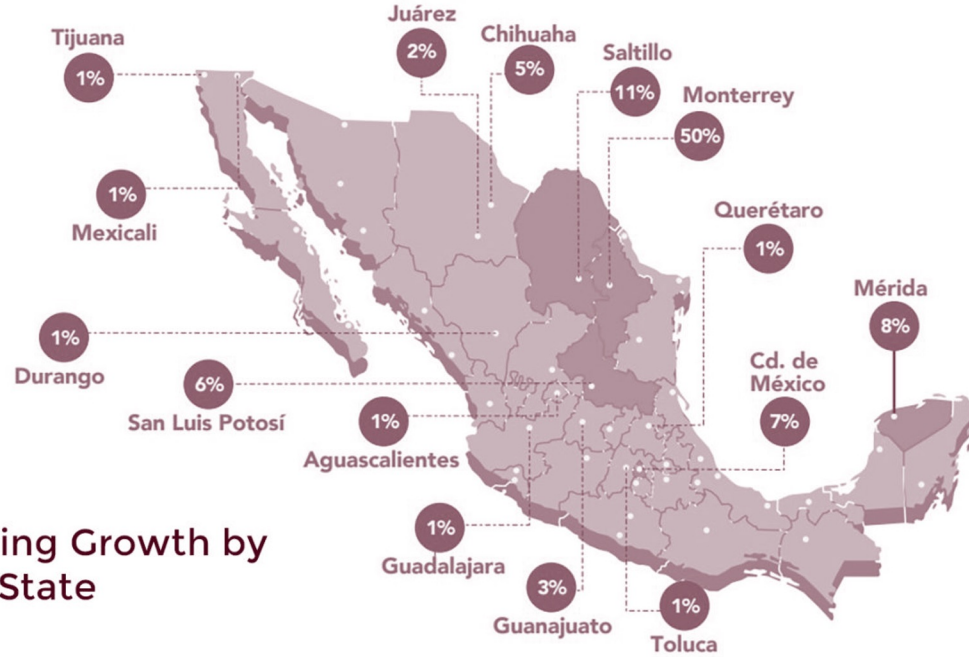 Tijuana
1%
Juárez
2%
Chihuaha
5%
Saltillo
11%
Monterrey
50%
1%
Mexicali
Querétaro
1%
Mérida
8%
1%
Durango
6%
San Luis Potosí
1%
Aguascalientes
Cd. de
México
7%
1%
Guadalajara
3%
Guanajuato
1%
Toluca
ing Growth by
State